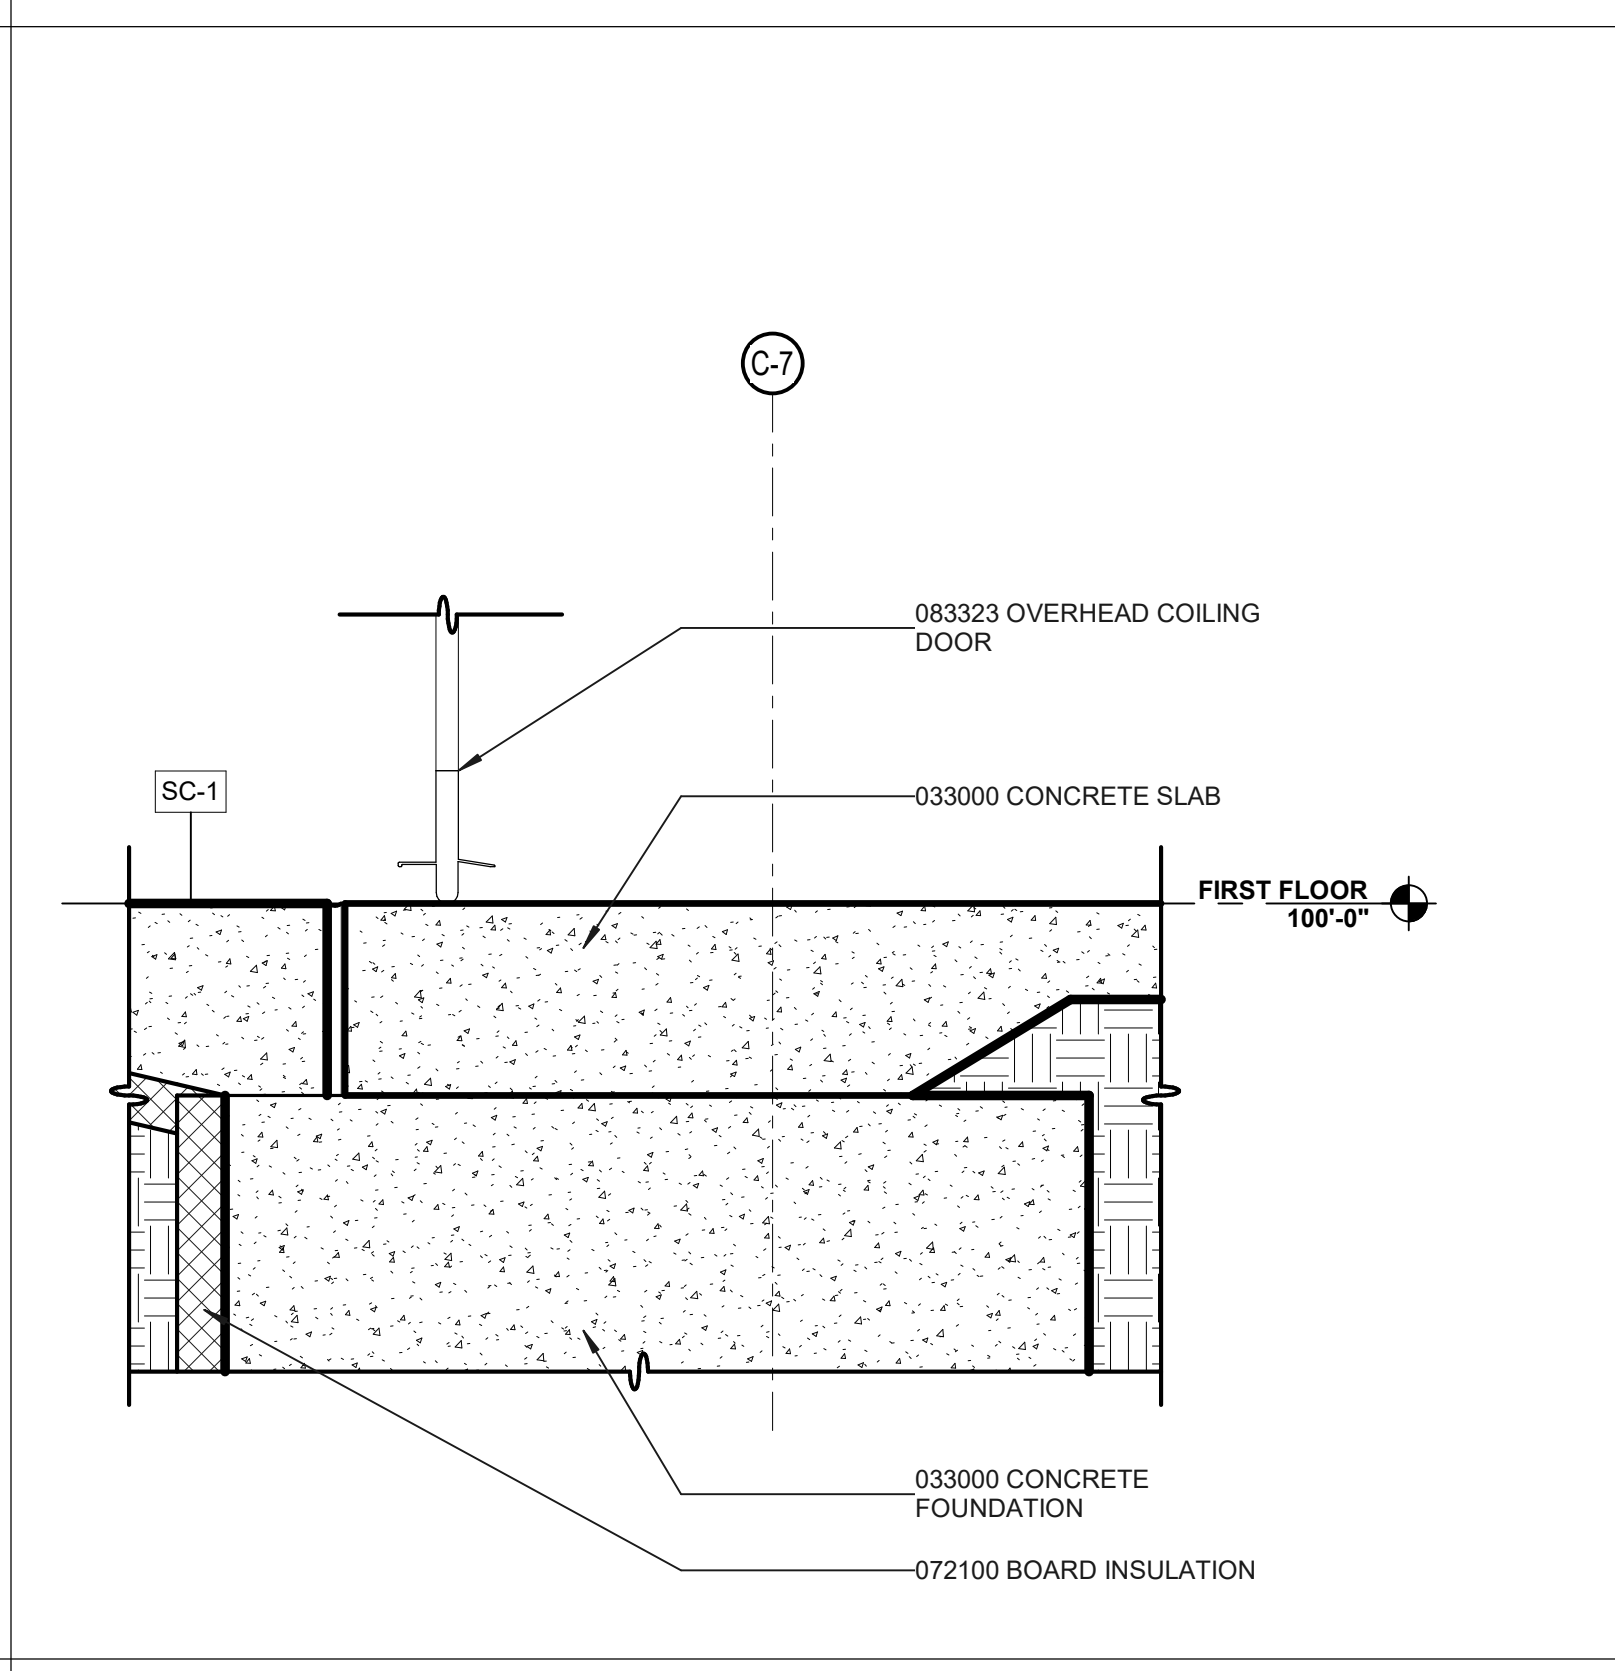 C-7
083323 OVERHEAD COILING
DOOR
SC-1
033000 CONCRETE SLAB
FIRST FLOOR
100'-0"
033000 CONCRETE
FOUNDATION
072100 BOARD INSULATION